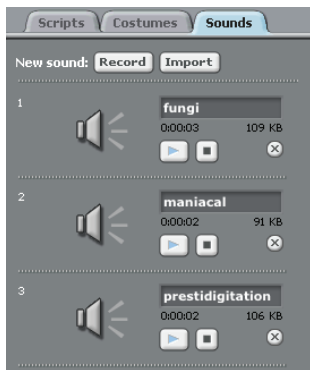 Scripts Costumes Sounds
New sound: Record Import
1
fungi
0:00:03 109 KB
2
maniacal
0:00:02 91 KB
3
prestidigitation
0:00:02 106 KB